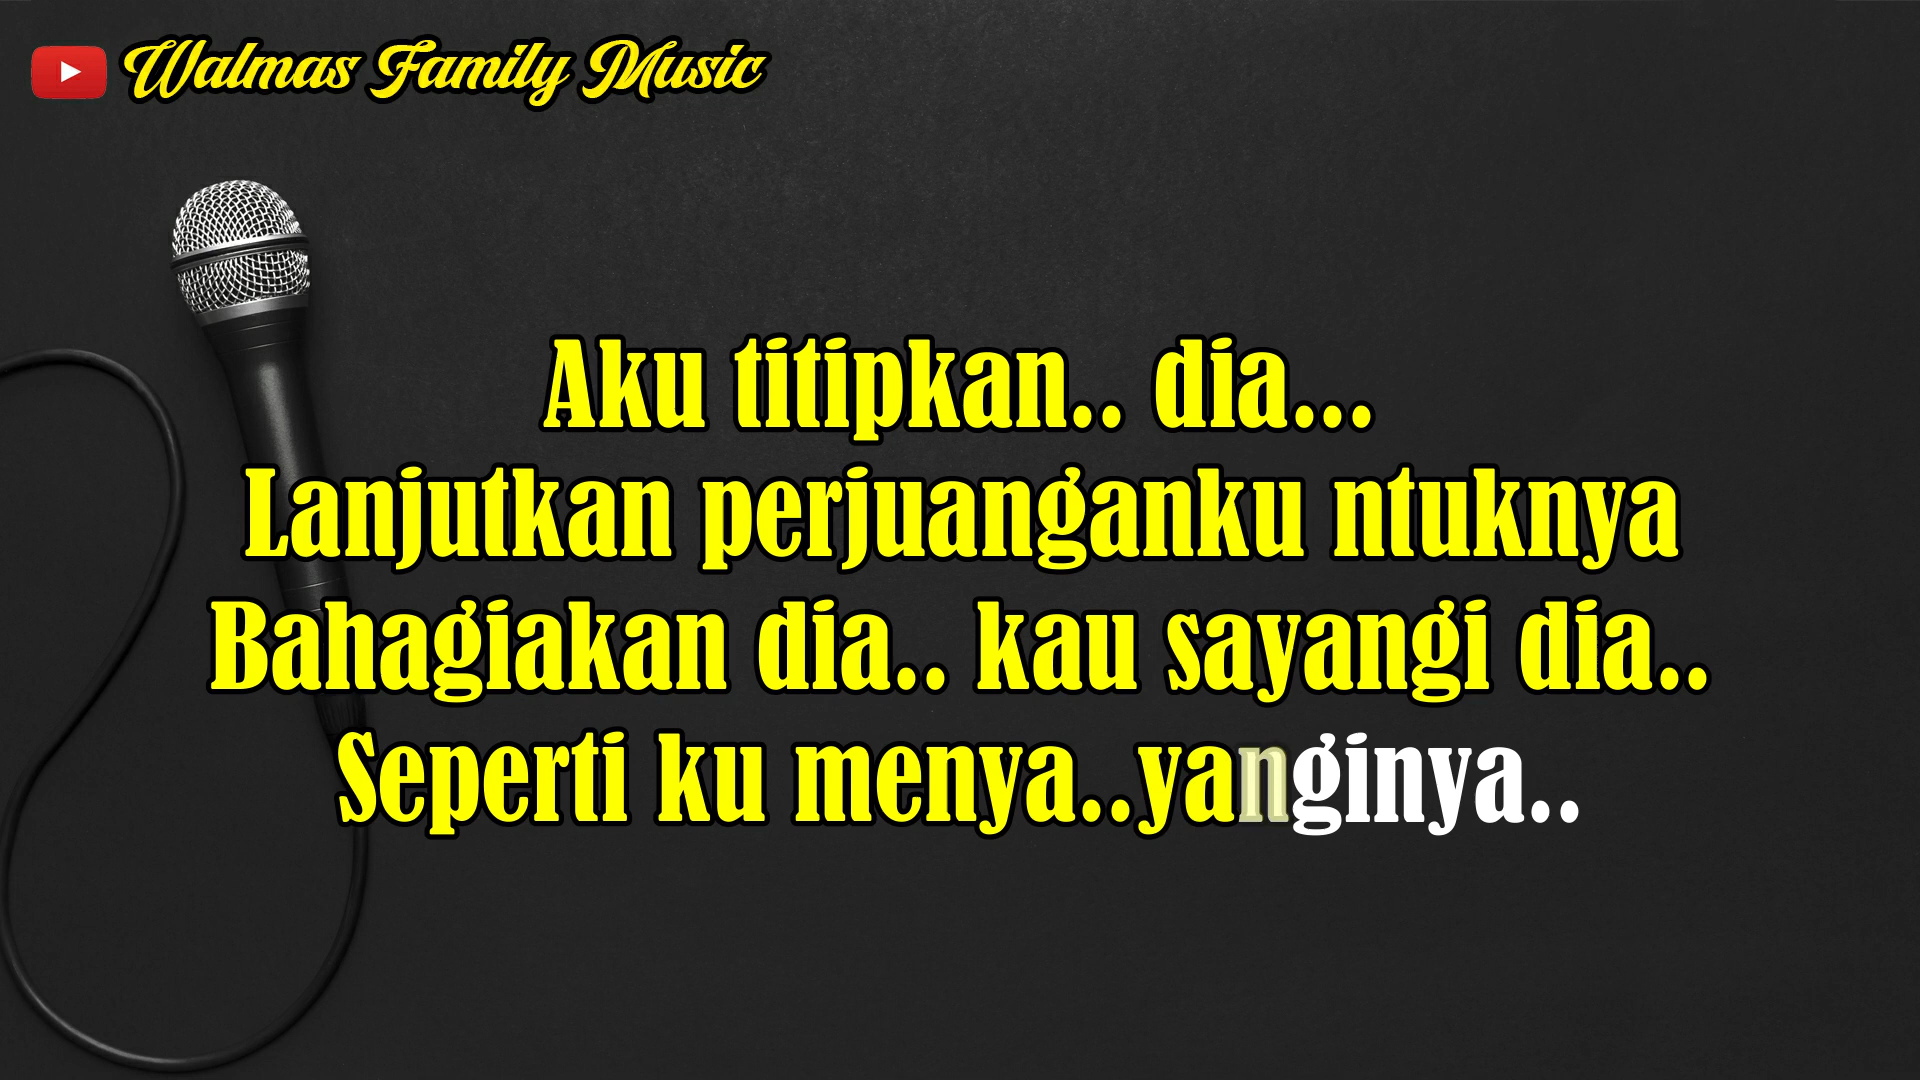 Walmas Family Music
Aku titipkan.. dia...
Lanjutkan perjuanganku ntuknya
Bahagiakan dia.. kau sayangi dia..
Seperti ku menya..yanginya..